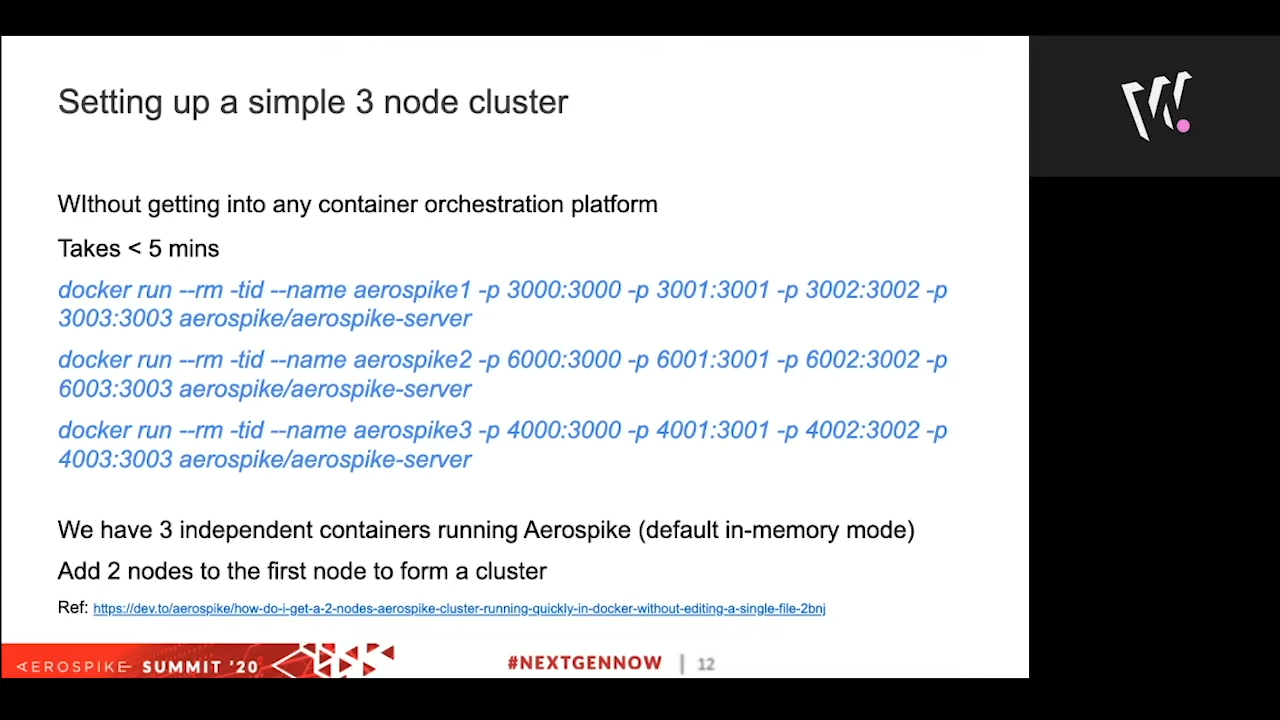 Setting up a simple 3 node cluster
WIthout getting into any container orchestration platform
Takes < 5 mins
docker run --rm -tid --name aerospike1 -p 3000:3000 -p 3001:3001 -p 3002:3002 -p
3003:3003 aerospike/aerospike-server
docker run --rm -tid --name aerospike2 -p 6000:3000 -p 6001:3001 -p 6002:3002 -p
6003:3003 aerospike/aerospike-server
docker run --rm -tid --name aerospike3 -p 4000:3000 -p 4001:3001 -p 4002:3002 -p
4003:3003 aerospike/aerospike-server
We have 3 independent containers running Aerospike (default in-memory mode)
Add 2 nodes to the first node to form a cluster
Ref: https://dev.to/aerospike/how-do-i-get-a-2-nodes-aerospike-cluster-running-quickly-in-docker-without-editing-a-single-file-2bnj
AEROSPIKE SUMMIT '20
#NEXTGENNOW | 12
W.